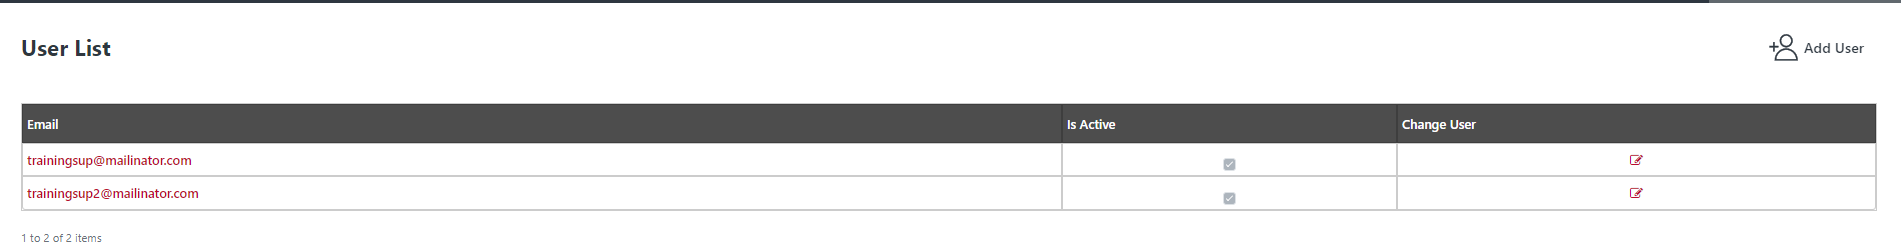 User List
Add User
Email Is Active Change User
trainingsup@mailinator.com
trainingsup2@mailinator.com
1 to 2 of 2 items